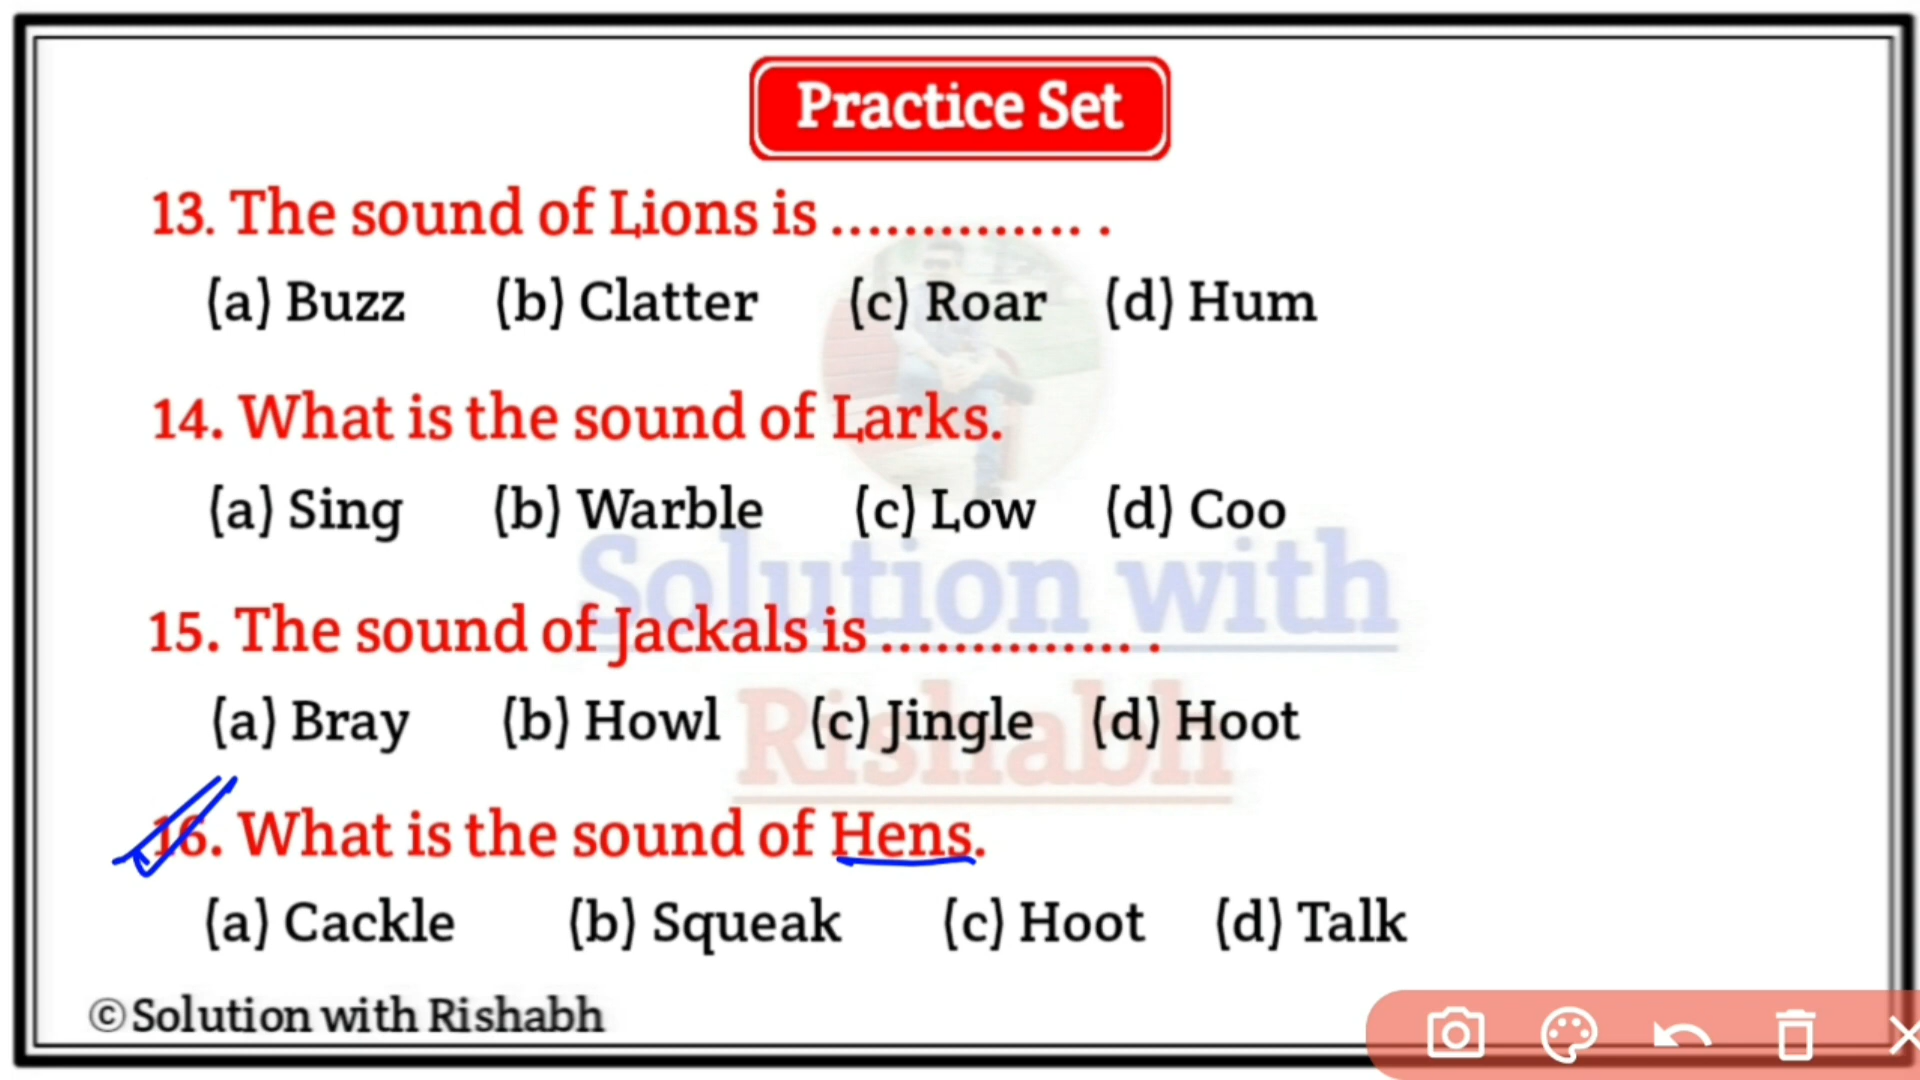 Practice Set
13. The sound of Lions is .............. .
(a) Buzz (b) Clatter (c) Roar (d) Hum
14. What is the sound of Larks.
(a) Sing (b) Warble (c) Low (d) Coo
Solution with
15. The sound of Jackals is .............. .
Rishabh
(a) Bray (b) Howl (c) Jingle (d) Hoot
16. What is the sound of Hens.
(a) Cackle (b) Squeak (c) Hoot (d) Talk
©Solution with Rishabh